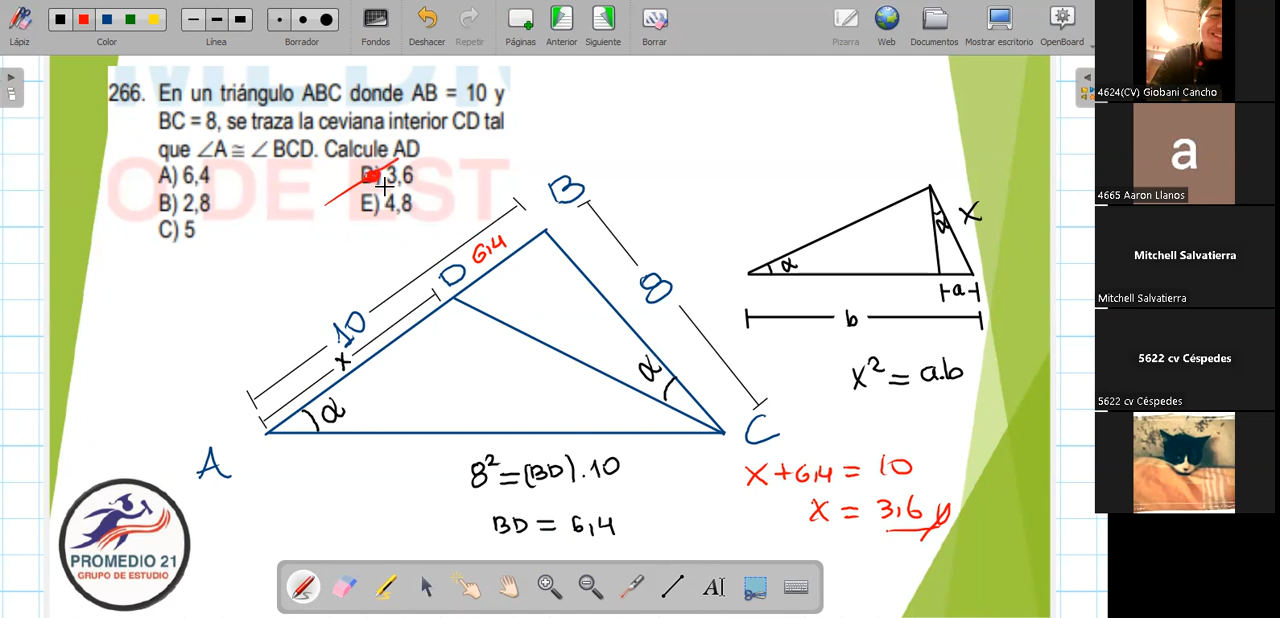 Lápiz
Color
Línea
Borrador
Fondos
Deshacer
Repetir
Páginas
Anterior
Siguiente
Borrar
Pizarra
Web
Documentos
Mostrar escritorio
OpenBoard
266. En un triángulo ABC donde AB = 10 y
BC = 8, se traza la ceviana interior CD tal
que ∠A ≅ ∠ BCD. Calcule AD
A) 6,4
D) 3,6
B) 2,8
E) 4,8
C) 5
O DE EST
B
6,4
D
8
10
x
α
α
A
C
8² = (BD).10
BD = 6,4
α
α
X
a
b
x² = a.b
x + 6,4 = 10
x = 3,6
PROMEDIO 21
GRUPO DE ESTUDIO
AI
4624(CV) Giobani Cancho
a
4665 Aaron Llanos
Mitchell Salvatierra
Mitchell Salvatierra
5622 cv Céspedes
5622 cv Céspedes